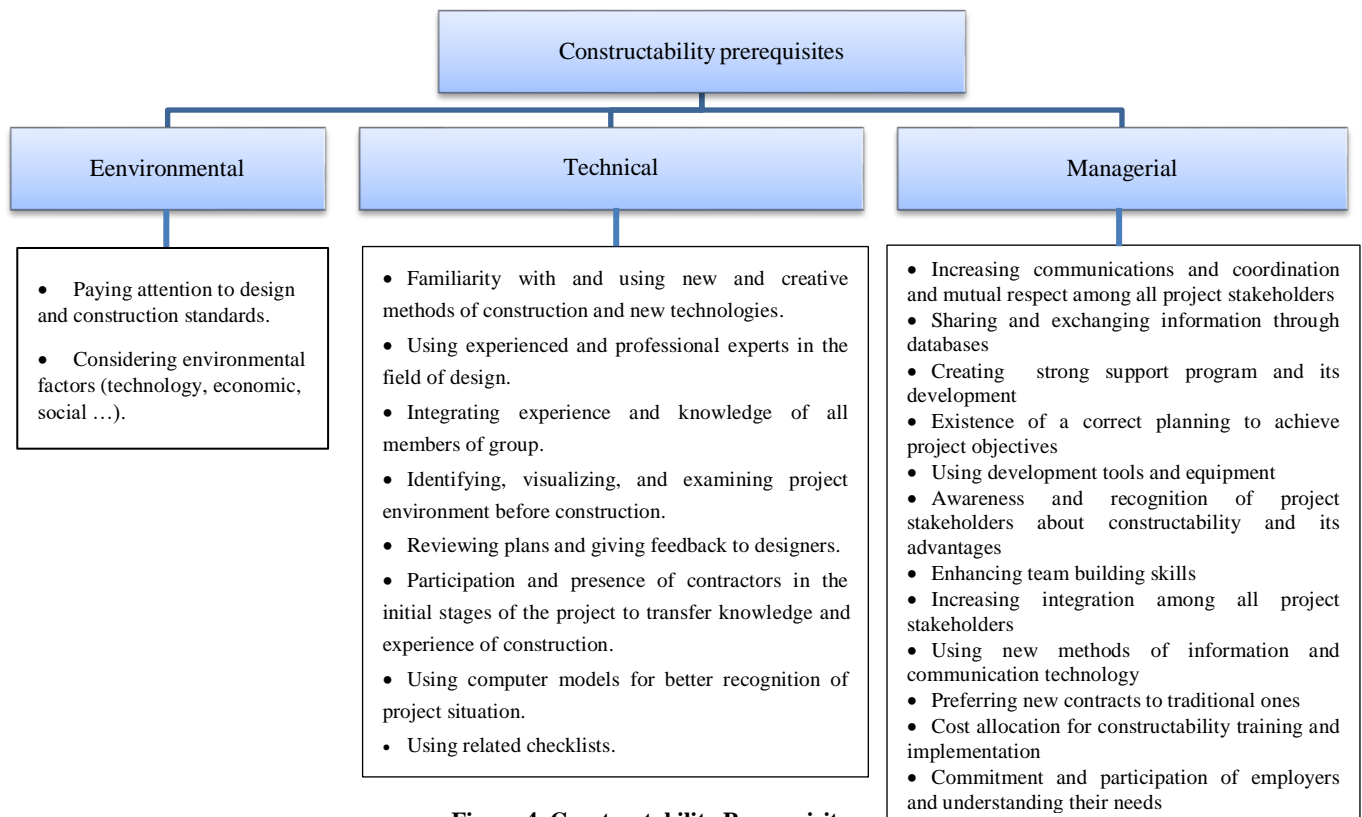 Constructability prerequisites
Eenvironmental
Technical
Managerial
• Paying attention to design
and construction standards.
• Considering environmental
factors (technology, economic,
social …).
• Familiarity with and using new and creative
methods of construction and new technologies.
• Using experienced and professional experts in the
field of design.
• Integrating experience and knowledge of all
members of group.
• Identifying, visualizing, and examining project
environment before construction.
• Reviewing plans and giving feedback to designers.
• Participation and presence of contractors in the
initial stages of the project to transfer knowledge and
experience of construction.
• Using computer models for better recognition of
project situation.
• Using related checklists.
• Increasing communications and coordination
and mutual respect among all project stakeholders
• Sharing and exchanging information through
databases
• Creating strong support program and its
development
• Existence of a correct planning to achieve
project objectives
• Using development tools and equipment
• Awareness and recognition of project
stakeholders about constructability and its
advantages
• Enhancing team building skills
• Increasing integration among all project
stakeholders
• Using new methods of information and
communication technology
• Preferring new contracts to traditional ones
• Cost allocation for constructability training and
implementation
• Commitment and participation of employers
and understanding their needs